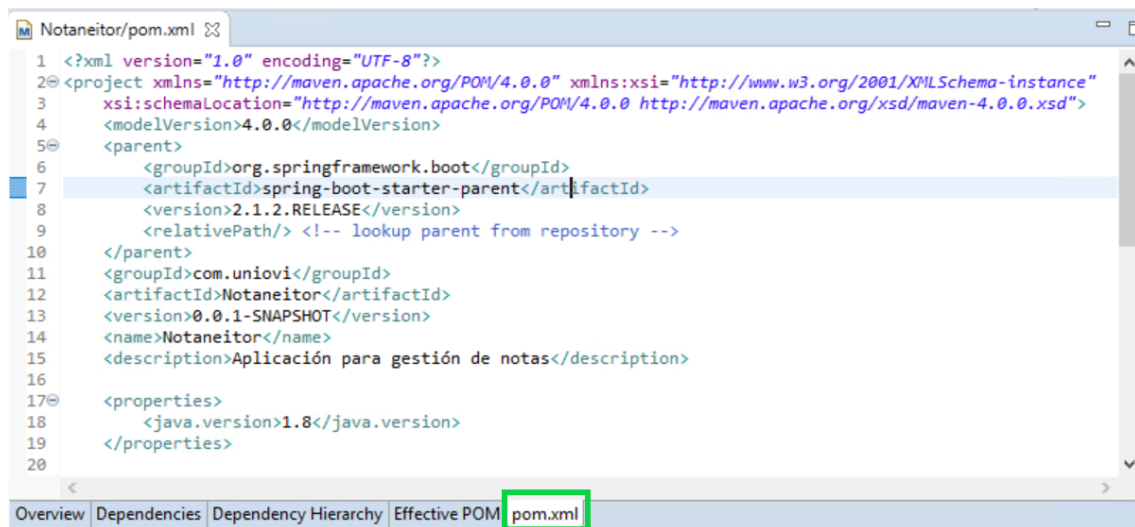 Notaneitor/pom.xml
1 <?xml version="1.0" encoding="UTF-8"?>
2 <project xmlns="http://maven.apache.org/POM/4.0.0" xmlns:xsi="http://www.w3.org/2001/XMLSchema-instance"
3     xsi:schemaLocation="http://maven.apache.org/POM/4.0.0 http://maven.apache.org/xsd/maven-4.0.0.xsd">
4     <modelVersion>4.0.0</modelVersion>
5     <parent>
6         <groupId>org.springframework.boot</groupId>
7         <artifactId>spring-boot-starter-parent</artifactId>
8         <version>2.1.2.RELEASE</version>
9         <relativePath/> <!-- lookup parent from repository -->
10     </parent>
11     <groupId>com.uniovi</groupId>
12     <artifactId>Notaneitor</artifactId>
13     <version>0.0.1-SNAPSHOT</version>
14     <name>Notaneitor</name>
15     <description>Aplicación para gestión de notas</description>
16
17     <properties>
18         <java.version>1.8</java.version>
19     </properties>
20
Overview Dependencies Dependency Hierarchy Effective POM pom.xml